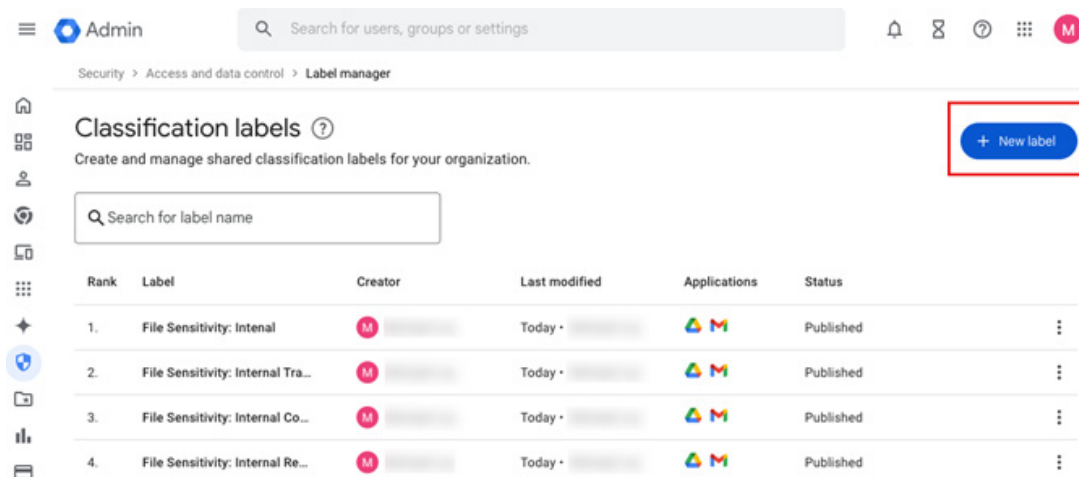 Admin
Search for users, groups or settings
M
Security > Access and data control > Label manager
Classification labels ?
+ New label
Create and manage shared classification labels for your organization.
Search for label name
Rank Label Creator Last modified Applications Status
1. File Sensitivity: Intenal M Today • Published
2. File Sensitivity: Internal Tra... M Today • Published
3. File Sensitivity: Internal Co... M Today • Published
4. File Sensitivity: Internal Re... M Today • Published